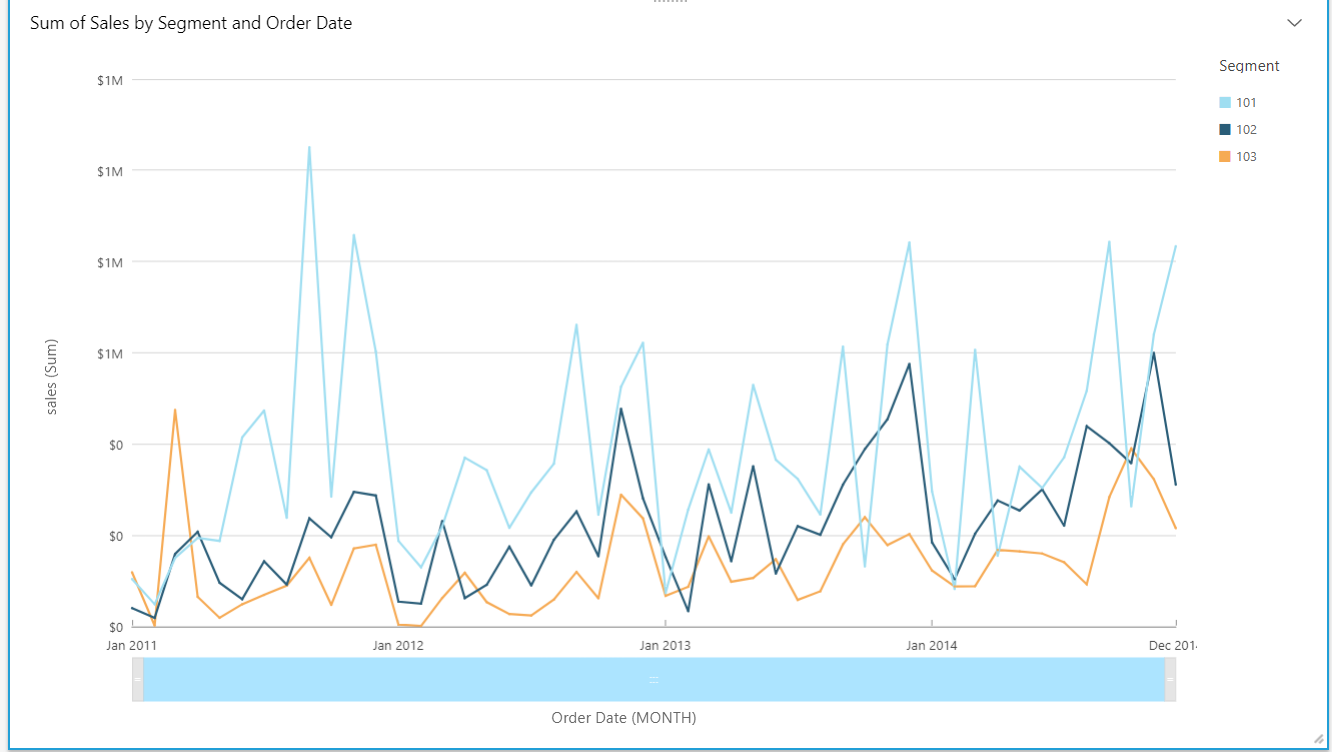 Sum of Sales by Segment and Order Date
Segment
101
102
103
$1M
$1M
$1M
$1M
$0
$0
$0
sales (Sum)
Jan 2011 Jan 2012 Jan 2013 Jan 2014 Dec 201
Order Date (MONTH)